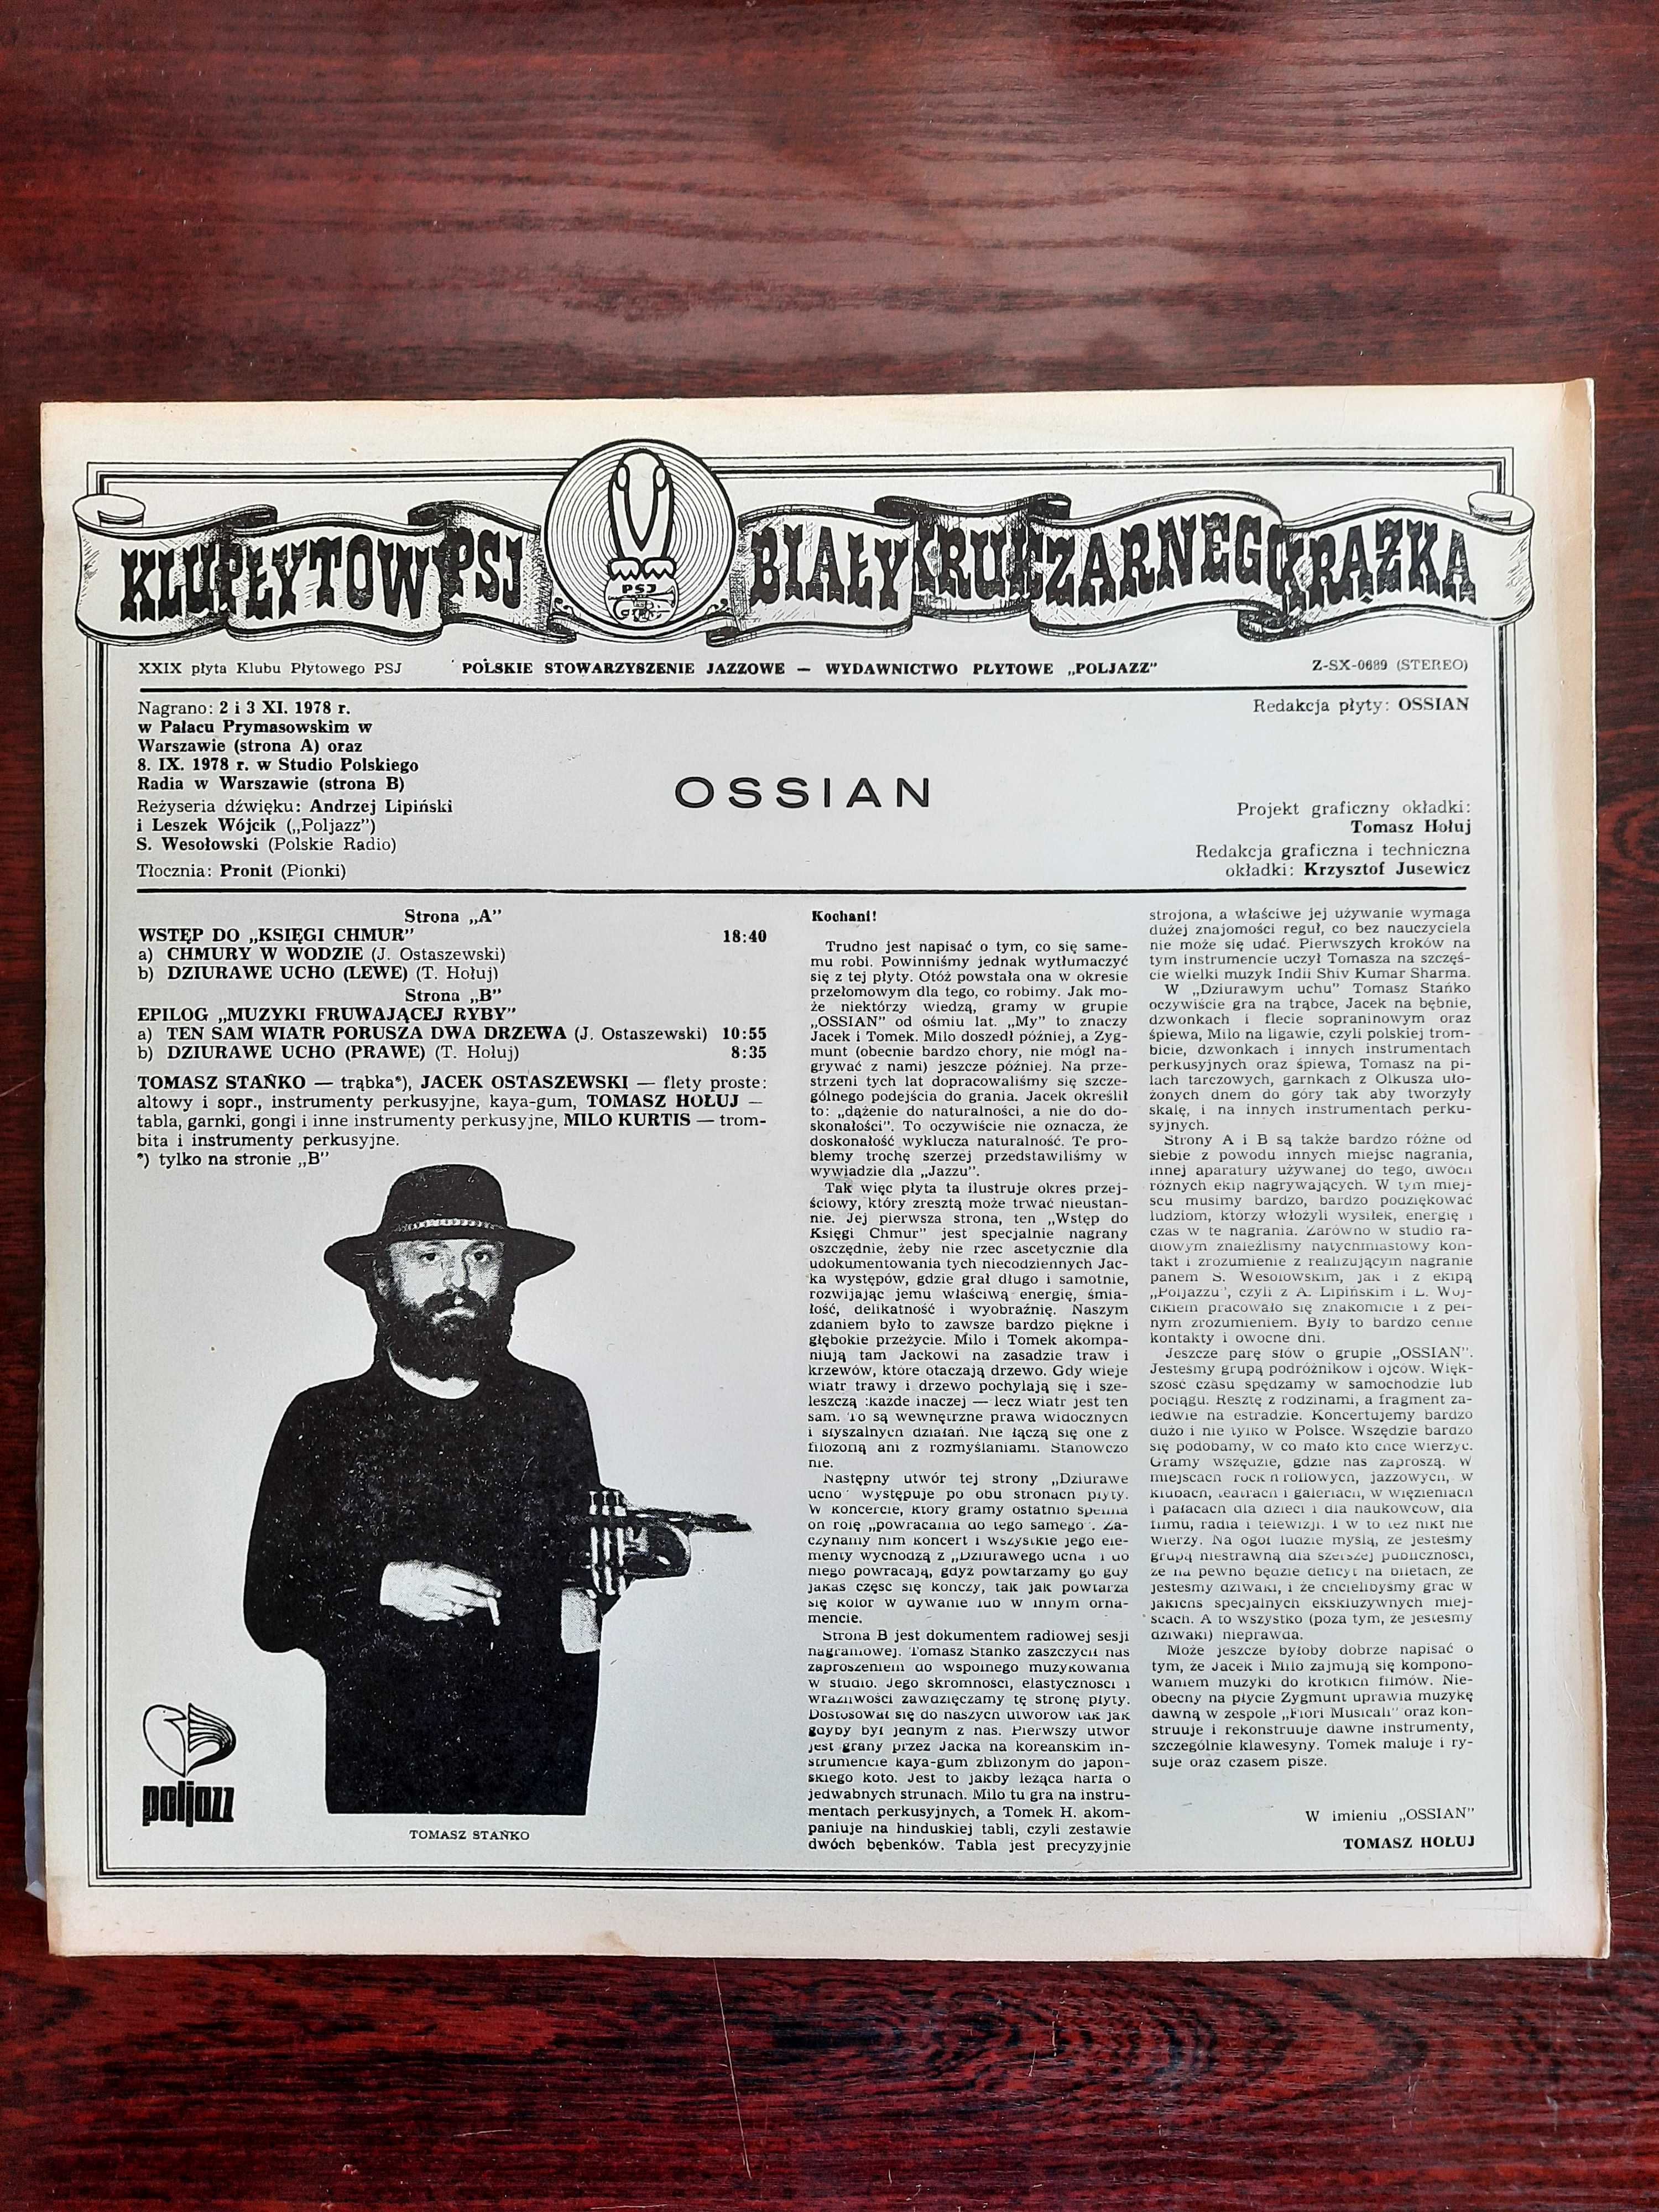 KLUB PŁYTOWY PSJ
PSJ
BIAŁY KRUK CZARNEGO KRĄŻKA
XXIX płyta Klubu Płytowego PSJ
POLSKIE STOWARZYSZENIE JAZZOWE — WYDAWNICTWO PŁYTOWE „POLJAZZ”
Z-SX-0689 (STEREO)
Nagrano: 2 i 3 XI. 1978 r.
w Pałacu Prymasowskim w
Warszawie (strona A) oraz
8. IX. 1978 r. w Studio Polskiego
Radia w Warszawie (strona B)
Reżyseria dźwięku: Andrzej Lipiński
i Leszek Wójcik („Poljazz”)
S. Wesołowski (Polskie Radio)
Tłocznia: Pronit (Pionki)
OSSIAN
Redakcja płyty: OSSIAN
Projekt graficzny okładki:
Tomasz Hołuj
Redakcja graficzna i techniczna
okładki: Krzysztof Jusewicz
Strona „A”
WSTĘP DO „KSIĘGI CHMUR” 18:40
a) CHMURY W WODZIE (J. Ostaszewski)
b) DZIURAWE UCHO (LEWE) (T. Hołuj)
Strona „B”
EPILOG „MUZYKI FRUWAJĄCEJ RYBY”
a) TEN SAM WIATR PORUSZA DWA DRZEWA (J. Ostaszewski) 10:55
b) DZIURAWE UCHO (PRAWE) (T. Hołuj) 8:35
TOMASZ STAŃKO — trąbka*), JACEK OSTASZEWSKI — flety proste:
altowy i sopr., instrumenty perkusyjne, kaya-gum, TOMASZ HOŁUJ —
tabla, garnki, gongi i inne instrumenty perkusyjne, MILO KURTIS — trom-
bita i instrumenty perkusyjne.
*) tylko na stronie „B”
poljazz
TOMASZ STAŃKO
Kochani!
Trudno jest napisać o tym, co się same-
mu robi. Powinniśmy jednak wytłumaczyć
się z tej płyty. Otóż powstała ona w okresie
przełomowym dla tego, co robimy. Jak mo-
że niektórzy wiedzą, gramy w grupie
„OSSIAN” od ośmiu lat. „My” to znaczy
Jacek i Tomek. Milo doszedł później, a Zyg-
munt (obecnie bardzo chory, nie mógł na-
grywać z nami) jeszcze później. Na prze-
strzeni tych lat dopracowaliśmy się szcze-
gólnego podejścia do grania. Jacek określił
to: „dążenie do naturalności, a nie do do-
skonałości”. To oczywiście nie oznacza, że
doskonałość wyklucza naturalność. Te pro-
blemy trochę szerzej przedstawiliśmy w
wywiadzie dla „Jazzu”.
Tak więc płyta ta ilustruje okres przej-
ściowy, który zresztą może trwać nieustan-
nie. Jej pierwsza strona, ten „Wstęp do
Księgi Chmur” jest specjalnie nagrany
oszczędnie, żeby nie rzec ascetycznie dla
udokumentowania tych niecodziennych Jac-
ka występów, gdzie grał długo i samotnie,
rozwijając jemu właściwą energię, śmia-
łość, delikatność i wyobraźnię. Naszym
zdaniem było to zawsze bardzo piękne i
głębokie przeżycie. Milo i Tomek akompa-
niują tam Jackowi na zasadzie traw i
krzewów, które otaczają drzewo. Gdy wieje
wiatr trawy i drzewo pochylają się i sze-
leszczą :każde inaczej — lecz wiatr jest ten
sam. To są wewnętrzne prawa widocznych
i słyszalnych działań. Nie łączą się one z
filozofią ani z rozmyślaniami. Stanowczo
nie.
Następny utwór tej strony „Dziurawe
ucho” występuje po obu stronach płyty.
W koncercie, który gramy ostatnio spełnia
on rolę „powracania do tego samego”. Za-
czynamy nim koncert i wszystkie jego ele-
menty wychodzą z „Dziurawego ucha” i do
niego powracają, gdyż powtarzamy go gdy
jakaś część się kończy, tak jak powtarza
się kolor w dywanie lub w innym orna-
mencie.
Strona B jest dokumentem radiowej sesji
nagraniowej. Tomasz Stańko zaszczycił nas
zaproszeniem do wspólnego muzykowania
w studio. Jego skromności, elastyczności i
wrażliwości zawdzięczamy tę stronę płyty.
Dostosował się do naszych utworów tak jak
gdyby był jednym z nas. Pierwszy utwór
jest grany przez Jacka na koreańskim in-
strumencie kaya-gum zbliżonym do japoń-
skiego koto. Jest to jakby leżąca harfa o
jedwabnych strunach. Milo tu gra na instru-
mentach perkusyjnych, a Tomek H. akom-
paniuje na hinduskiej tabli, czyli zestawie
dwóch bębenków. Tabla jest precyzyjnie
strojona, a właściwe jej używanie wymaga
dużej znajomości reguł, co bez nauczyciela
nie może się udać. Pierwszych kroków na
tym instrumencie uczył Tomasza na szczęś-
cie wielki muzyk Indii Shiv Kumar Sharma.
W „Dziurawym uchu” Tomasz Stańko
oczywiście gra na trąbce, Jacek na bębnie,
dzwonkach i flecie sopraninowym oraz
śpiewa, Milo na ligawie, czyli polskiej trom-
bicie, dzwonkach i innych instrumentach
perkusyjnych oraz śpiewa, Tomasz na pi-
łach tarczowych, garnkach z Olkusza uło-
żonych dnem do góry tak aby tworzyły
skalę, i na innych instrumentach perku-
syjnych.
Strony A i B są także bardzo różne od
siebie z powodu innych miejsc nagrania,
innej aparatury używanej do tego, dwóch
różnych ekip nagrywających. W tym miej-
scu musimy bardzo, bardzo podziękować
ludziom, którzy włożyli wysiłek, energię i
czas w te nagrania. Zarówno w studio ra-
diowym znaleźliśmy natychmiastowy kon-
takt i zrozumienie z realizującym nagranie
panem S. Wesołowskim, jak i z ekipą
„Poljazzu”, czyli z A. Lipińskim i L. Wój-
cikiem pracowało się znakomicie i z peł-
nym zrozumieniem. Były to bardzo cenne
kontakty i owocne dni.
Jeszcze parę słów o grupie „OSSIAN”.
Jesteśmy grupą podróżników i ojców. Więk-
szość czasu spędzamy w samochodzie lub
pociągu. Resztę z rodzinami, a fragment za-
ledwie na estradzie. Koncertujemy bardzo
dużo i nie tylko w Polsce. Wszędzie bardzo
się podobamy, w co mało kto chce wierzyć.
Gramy wszędzie, gdzie nas zaproszą. W
miejscach rock'n'rollowych, jazzowych, w
klubach, teatrach i galeriach, w więzieniach
i pałacach dla dzieci i dla naukowców, dla
filmu, radia i telewizji. I w to też nikt nie
wierzy. Na ogół ludzie myślą, że jesteśmy
grupą niestrawną dla szerszej publiczności,
że na pewno będzie deficyt na biletach, że
jesteśmy dziwaki, i że chcielibyśmy grać w
jakichś specjalnych ekskluzywnych miej-
scach. A to wszystko (poza tym, że jesteśmy
dziwaki) nieprawda.
Może jeszcze byłoby dobrze napisać o
tym, że Jacek i Milo zajmują się kompono-
waniem muzyki do krótkich filmów. Nie-
obecny na płycie Zygmunt uprawia muzykę
dawną w zespole „Fiori Musicali” oraz kon-
struuje i rekonstruuje dawne instrumenty,
szczególnie klawesyny. Tomek maluje i ry-
suje oraz czasem pisze.
W imieniu „OSSIAN”
TOMASZ HOŁUJ